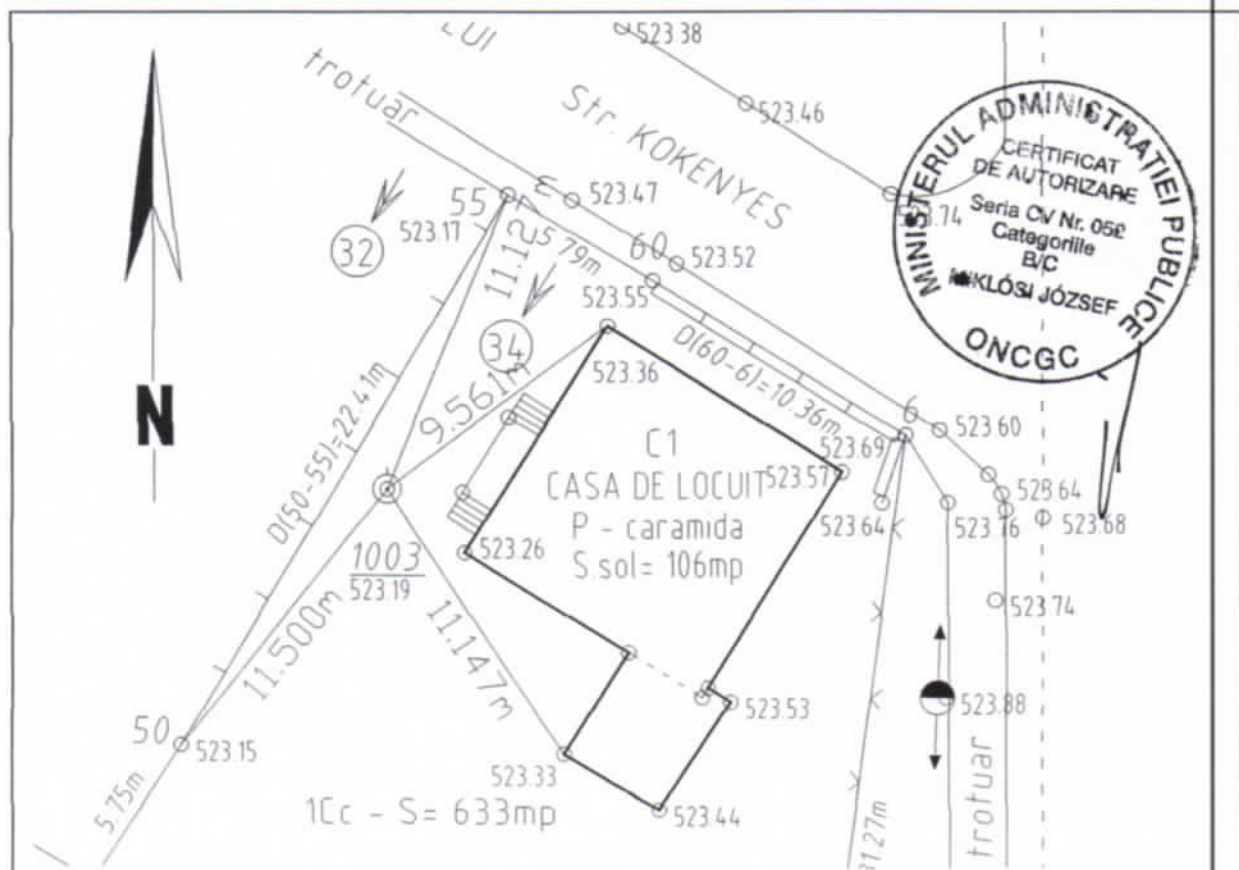 LUI
523.38
trotuar
523.46
Str. KOKENYES
MINISTERUL ADMINISTRAŢIEI PUBLICE
CERTIFICAT
DE AUTORIZARE
Seria CV Nr.
Categoriile
B/C
MIKLÓSI JÓZSEF
ONCGC
55
523.47
523.17
32
11.12
5.79m
60
523.52
523.55
34
523.36
D(60-6)=10.36m
6
523.60
9.561m
N
D(50-55)=22.41m
C1
523.69
CASA DE LOCUIT
523.57
P - caramida
S.sol= 106mp
523.64
523.76
523.68
523.26
1003
523.19
11.500m
11.147m
523.74
50
523.15
523.53
523.88
523.33
5.75m
1Cc - S= 633mp
523.44
trotuar